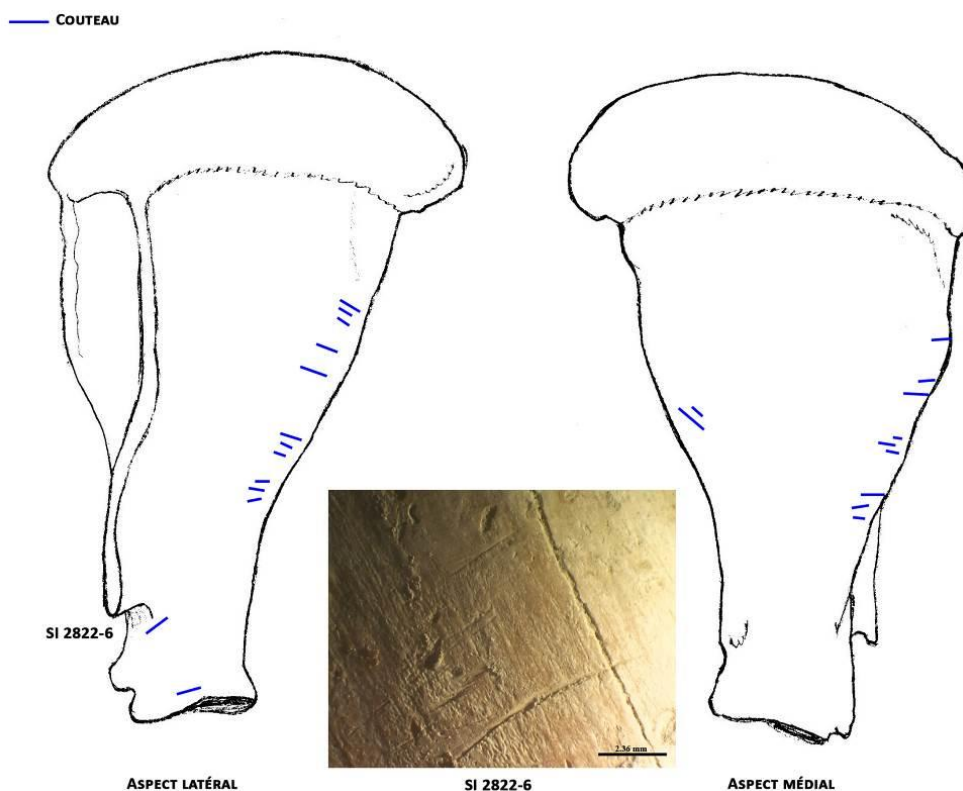 COUTEAU
SI 2822-6
2.36 mm
ASPECT LATÉRAL
SI 2822-6
ASPECT MÉDIAL